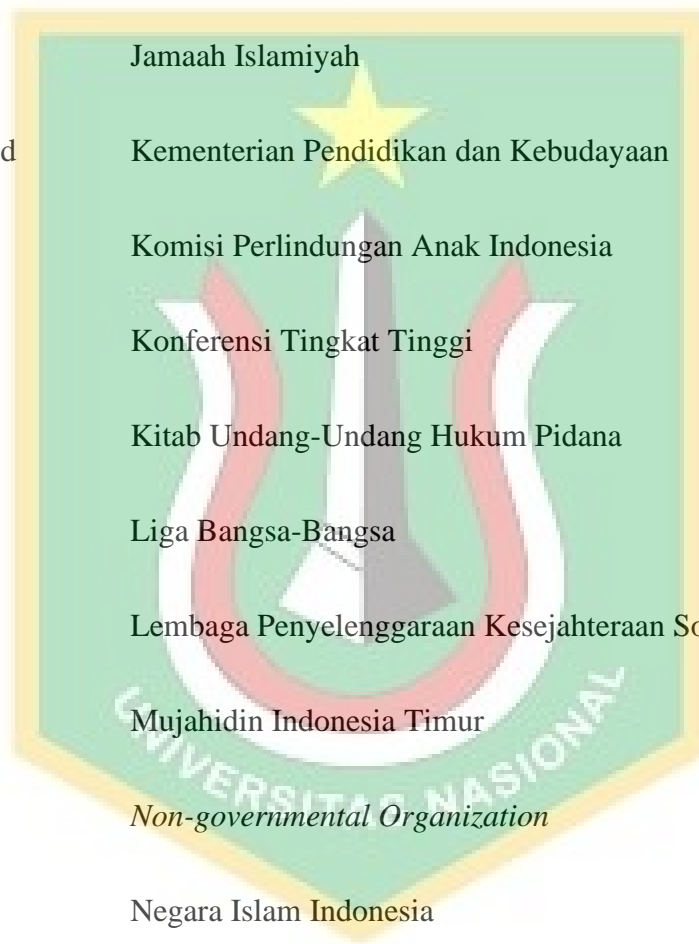 Jamaah Islamiyah
d Kementerian Pendidikan dan Kebudayaan
Komisi Perlindungan Anak Indonesia
Konferensi Tingkat Tinggi
Kitab Undang-Undang Hukum Pidana
Liga Bangsa-Bangsa
Lembaga Penyelenggaraan Kesejahteraan So
Mujahidin Indonesia Timur
UNIVERSITAS NASIONAL
Non-governmental Organization
Negara Islam Indonesia